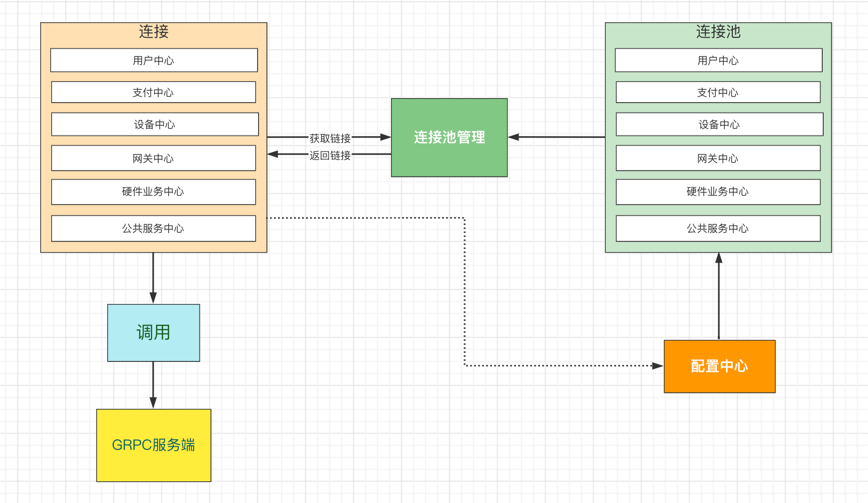 连接
用户中心
支付中心
设备中心
网关中心
硬件业务中心
公共服务中心
获取链接
返回链接
连接池管理
连接池
用户中心
支付中心
设备中心
网关中心
硬件业务中心
公共服务中心
调用
配置中心
GRPC服务端